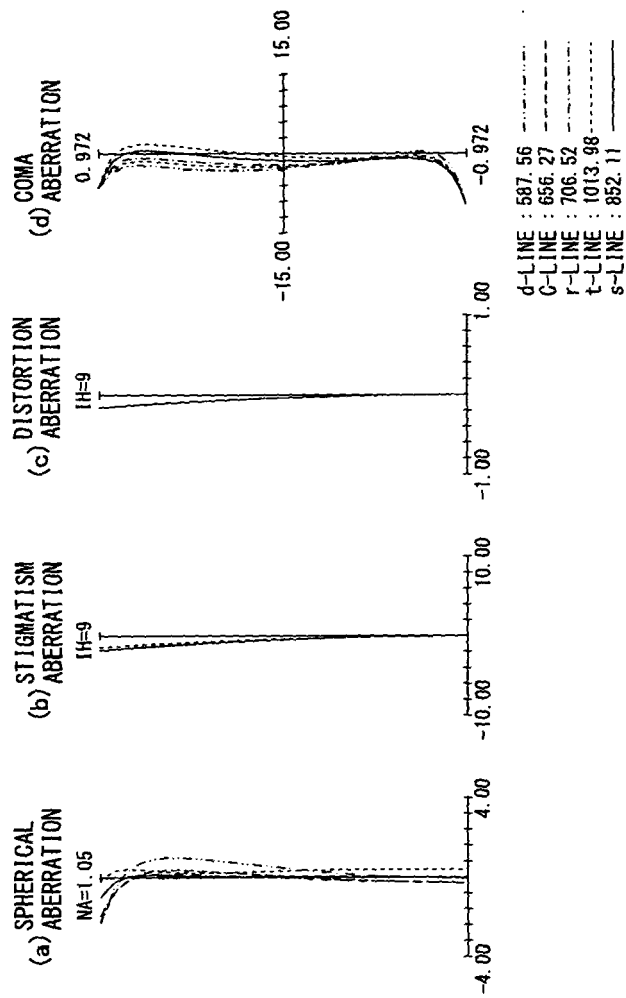 (a) SPHERICAL
ABERRATION
NA=1.05
-4.00
4.00
(b) STIGMATISM
ABERRATION
IH=9
-10.00
10.00
(c) DISTORTION
ABERRATION
IH=9
-1.00
1.00
(d) COMA
ABERRATION
0.972
15.00
-15.00
-0.972
d-LINE : 587.56
C-LINE : 656.27
r-LINE : 706.52
t-LINE : 1013.98
s-LINE : 852.11